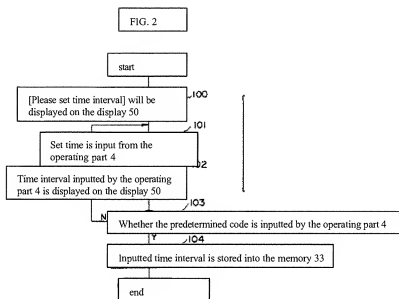 FIG. 2
start
[Please set time interval] will be
displayed on the display 50
100
101
Set time is input from the
operating part 4
02
Time interval inputted by the operating
part 4 is displayed on the display 50
103
N
Whether the predetermined code is inputted by the operating part 4
Y
104
Inputted time interval is stored into the memory 33
end